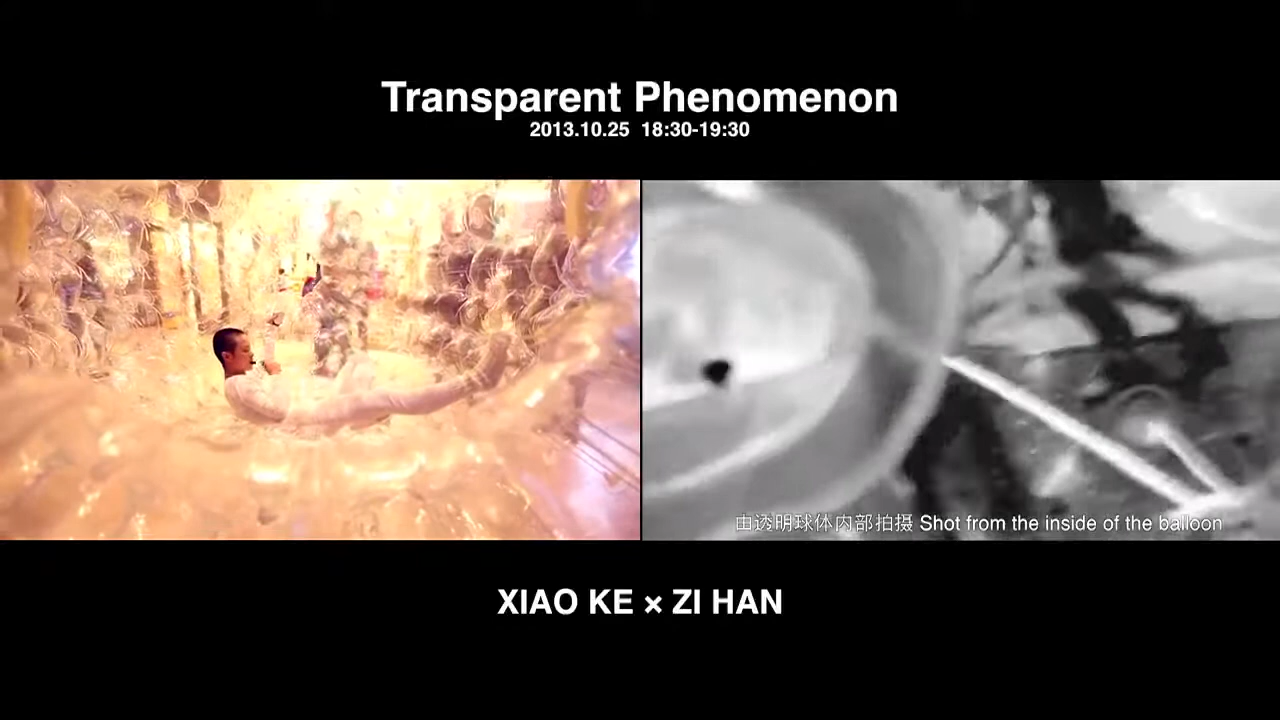 Transparent Phenomenon
2013.10.25 18:30-19:30
由透明球体内部拍摄 Shot from the inside of the balloon
XIAO KE × ZI HAN